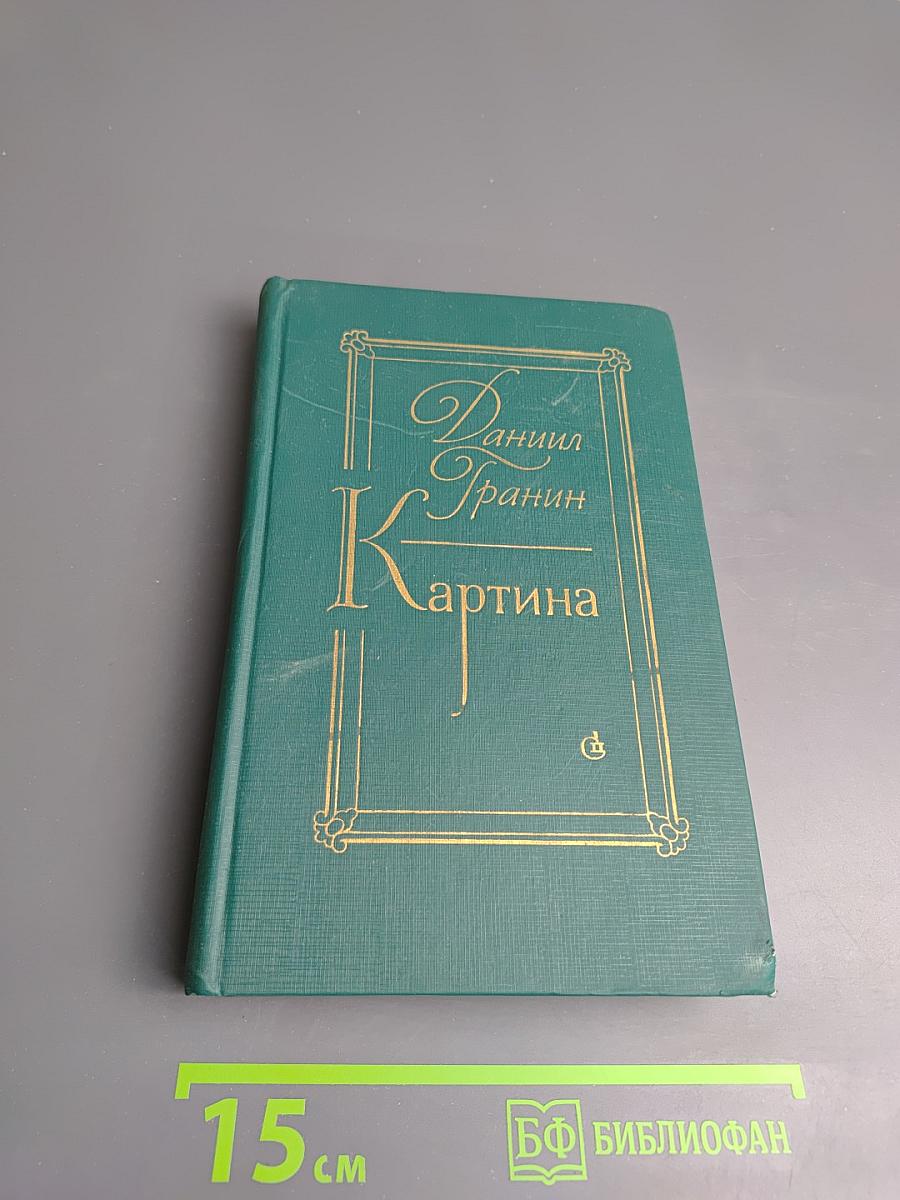 Даниил
Гранин
Картина
15 см
БФ БИБЛИОФАН